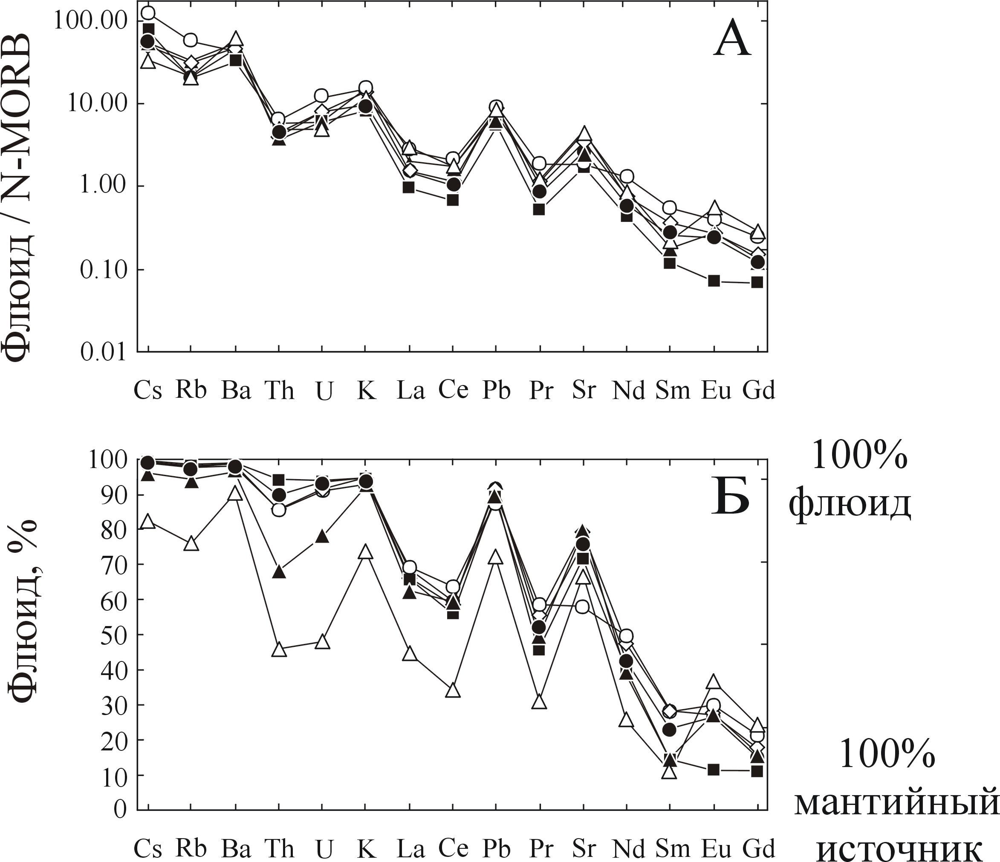 Флюид / N-MORB
А
100.00
10.00
1.00
0.10
0.01
Cs Rb Ba Th U K La Ce Pb Pr Sr Nd Sm Eu Gd
Флюид, %
Б
100
90
80
70
60
50
40
30
20
10
0
100%
флюид
100%
мантийный
источник
Cs Rb Ba Th U K La Ce Pb Pr Sr Nd Sm Eu Gd